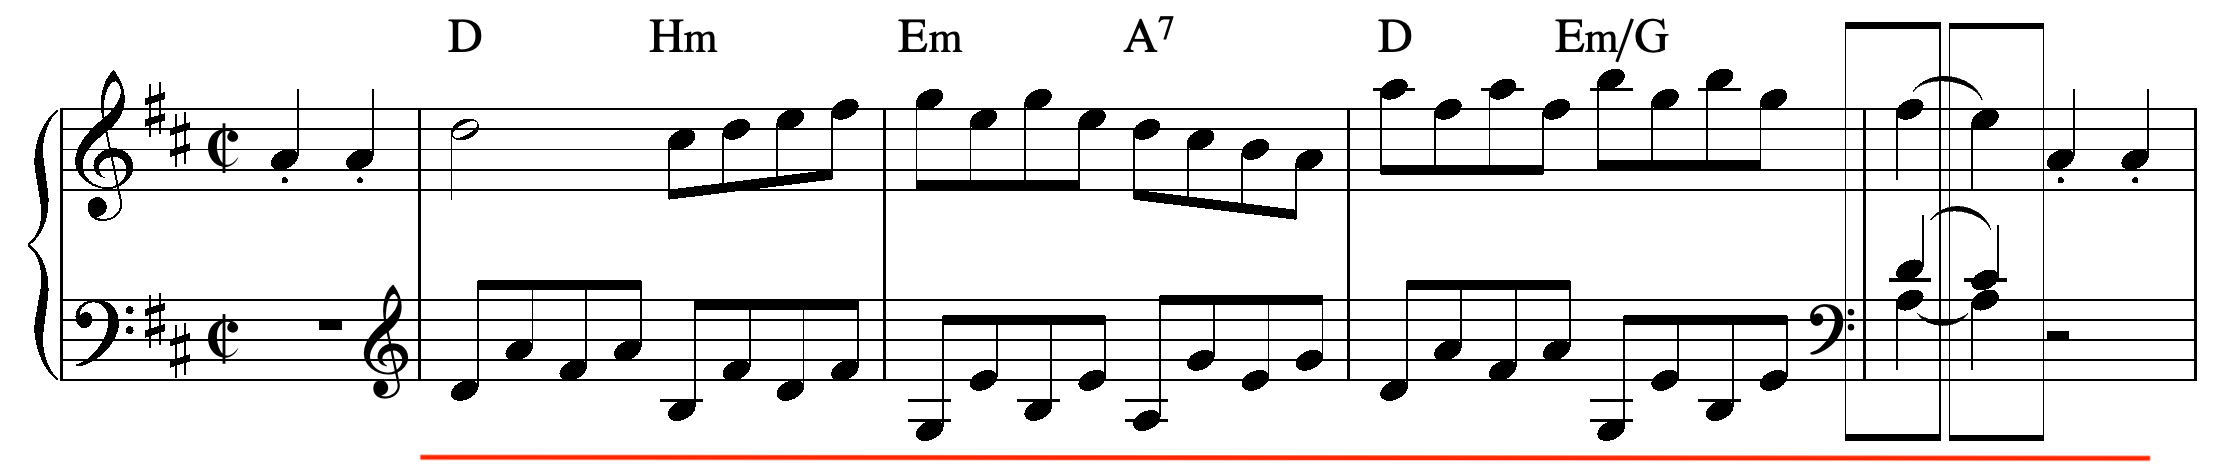 D Hm Em A⁷ D Em/G